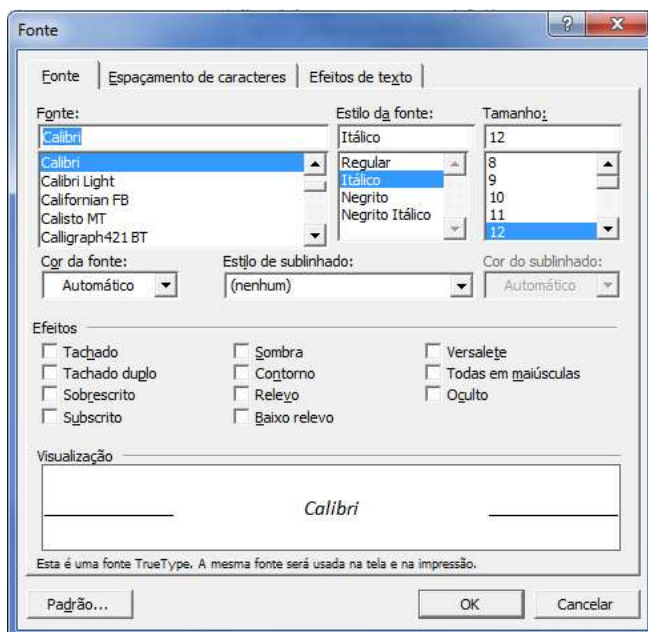 Fonte
? X
Fonte Espaçamento de caracteres Efeitos de texto
Fonte: Estilo da fonte: Tamanho:
Calibri Itálico 12
Calibri Regular 8
Calibri Light Itálico 9
Californian FB Negrito 10
Calisto MT Negrito Itálico 11
Calligraph421 BT 12
Cor da fonte: Estilo de sublinhado: Cor do sublinhado:
Automático (nenhum) Automático
Efeitos
Tachado Sombra Versalete
Tachado duplo Contorno Todas em maiúsculas
Sobrescrito Relevo Oculto
Subscrito Baixo relevo
Visualização
Calibri
Esta é uma fonte TrueType. A mesma fonte será usada na tela e na impressão.
Padrão... OK Cancelar